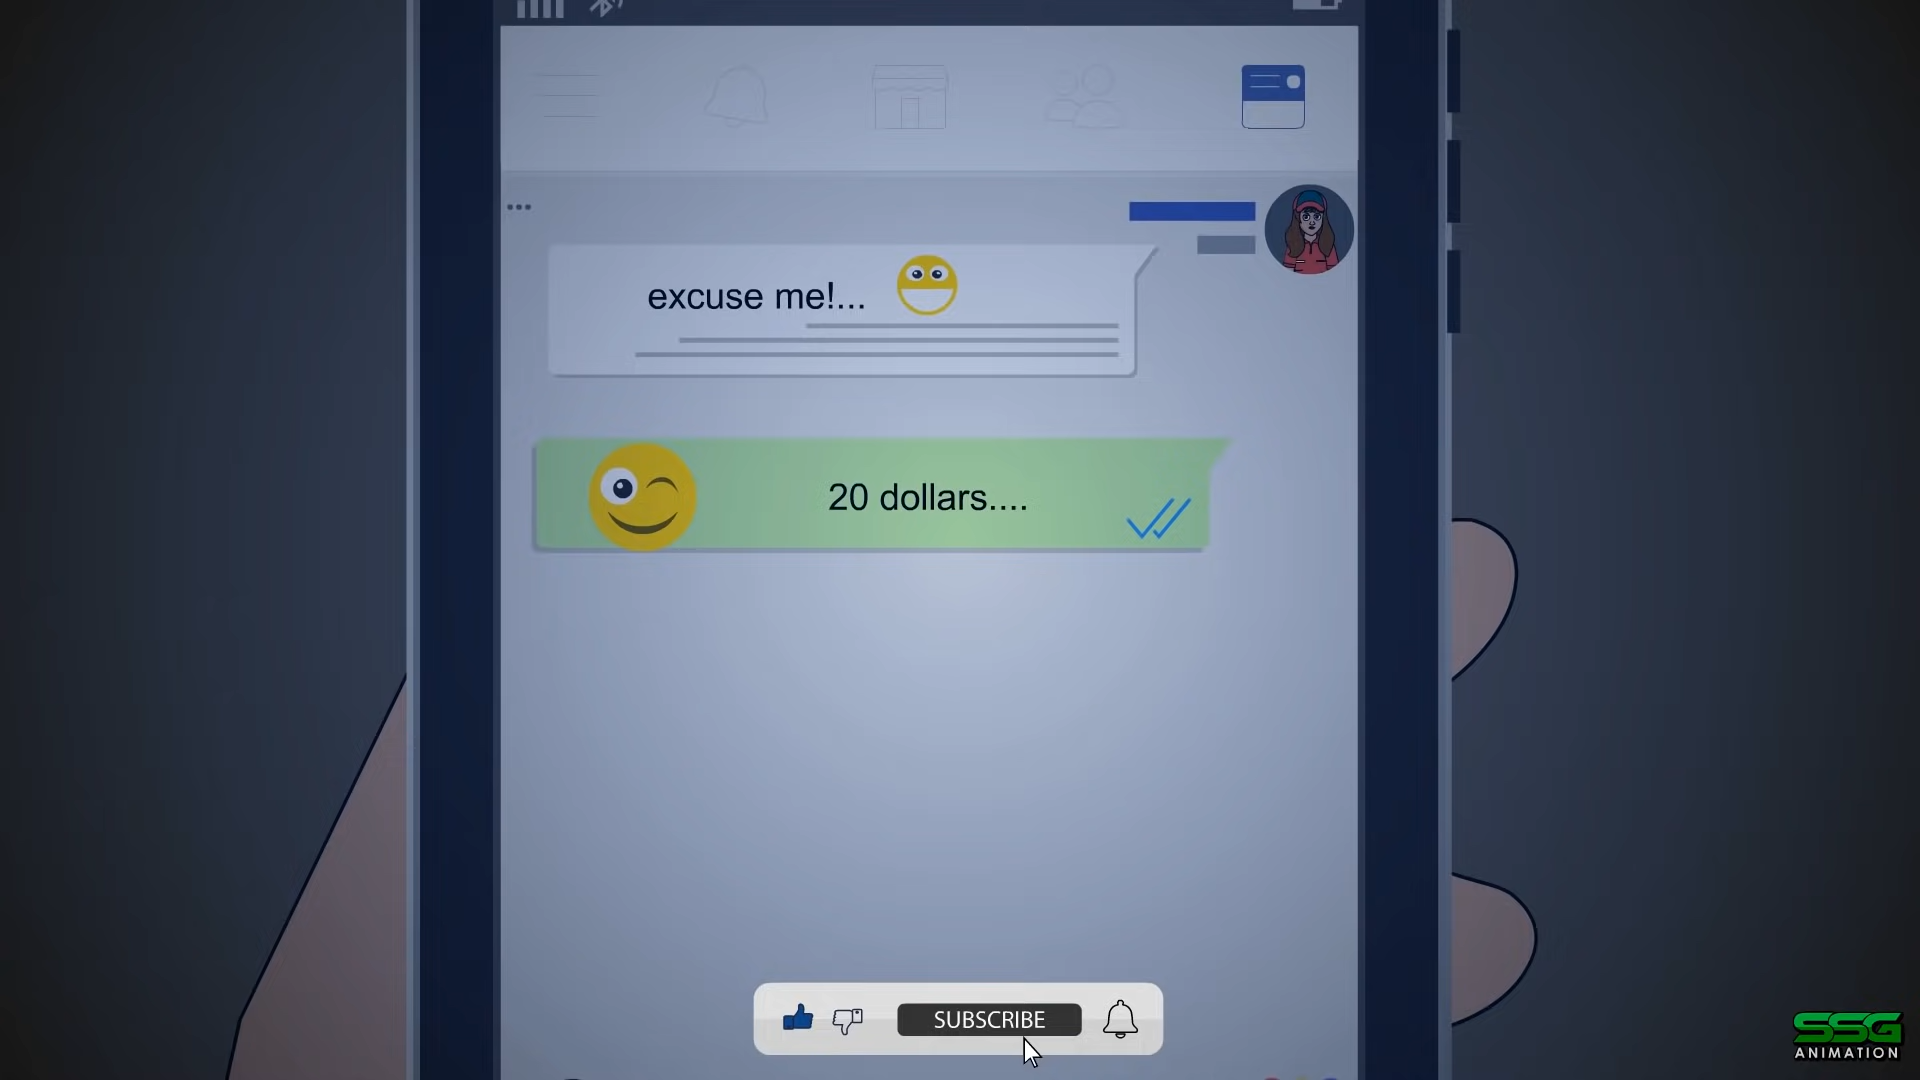 excuse me!...
20 dollars....
SUBSCRIBE
SSG
ANIMATION